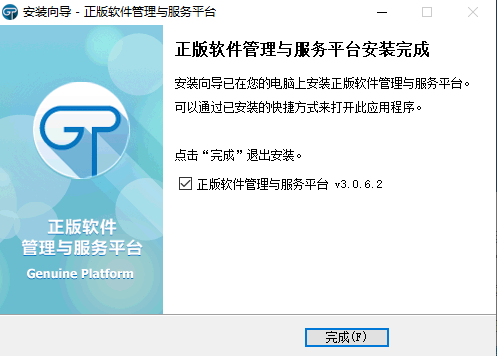 安装向导 - 正版软件管理与服务平台
正版软件管理与服务平台安装完成
安装向导已在您的电脑上安装正版软件管理与服务平台。
可以通过已安装的快捷方式来打开此应用程序。
点击“完成”退出安装。
正版软件管理与服务平台 v3.0.6.2
GT
正版软件
管理与服务平台
Genuine Platform
完成(F)